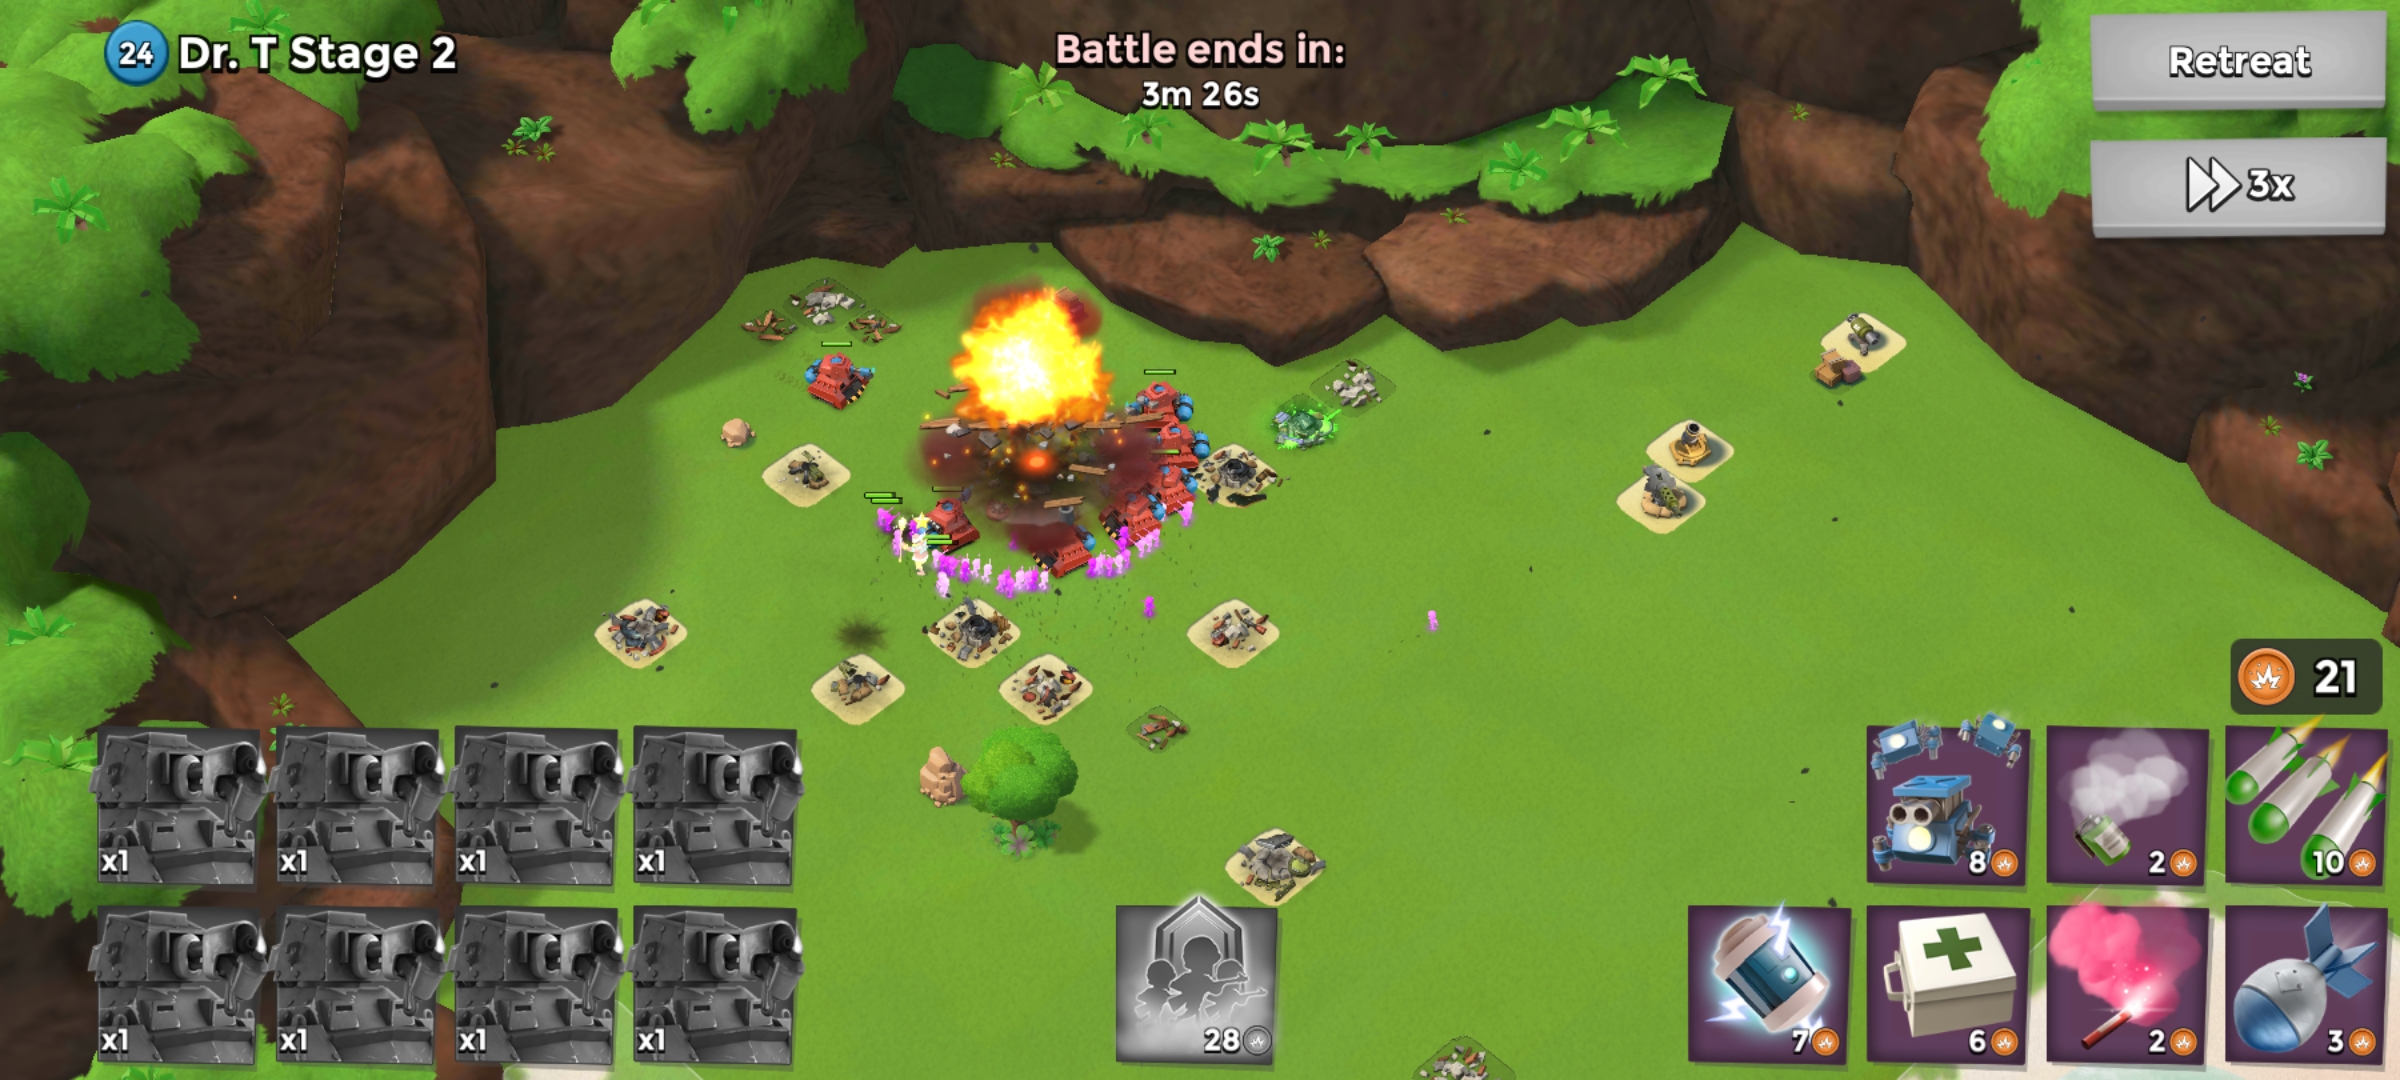 24 Dr. T Stage 2
Battle ends in:
3m 26s
Retreat
3x
21
x1 x1 x1 x1
8 2 10
x1 x1 x1 x1
28
7 6 2 3